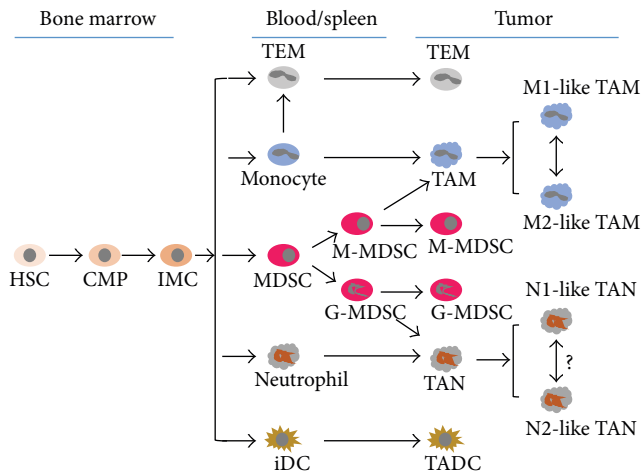 Bone marrow
Blood/spleen
Tumor
TEM
TEM
M1-like TAM
Monocyte
TAM
M2-like TAM
HSC
CMP
IMC
MDSC
M-MDSC
M-MDSC
G-MDSC
G-MDSC
N1-like TAN
?
Neutrophil
TAN
N2-like TAN
iDC
TADC